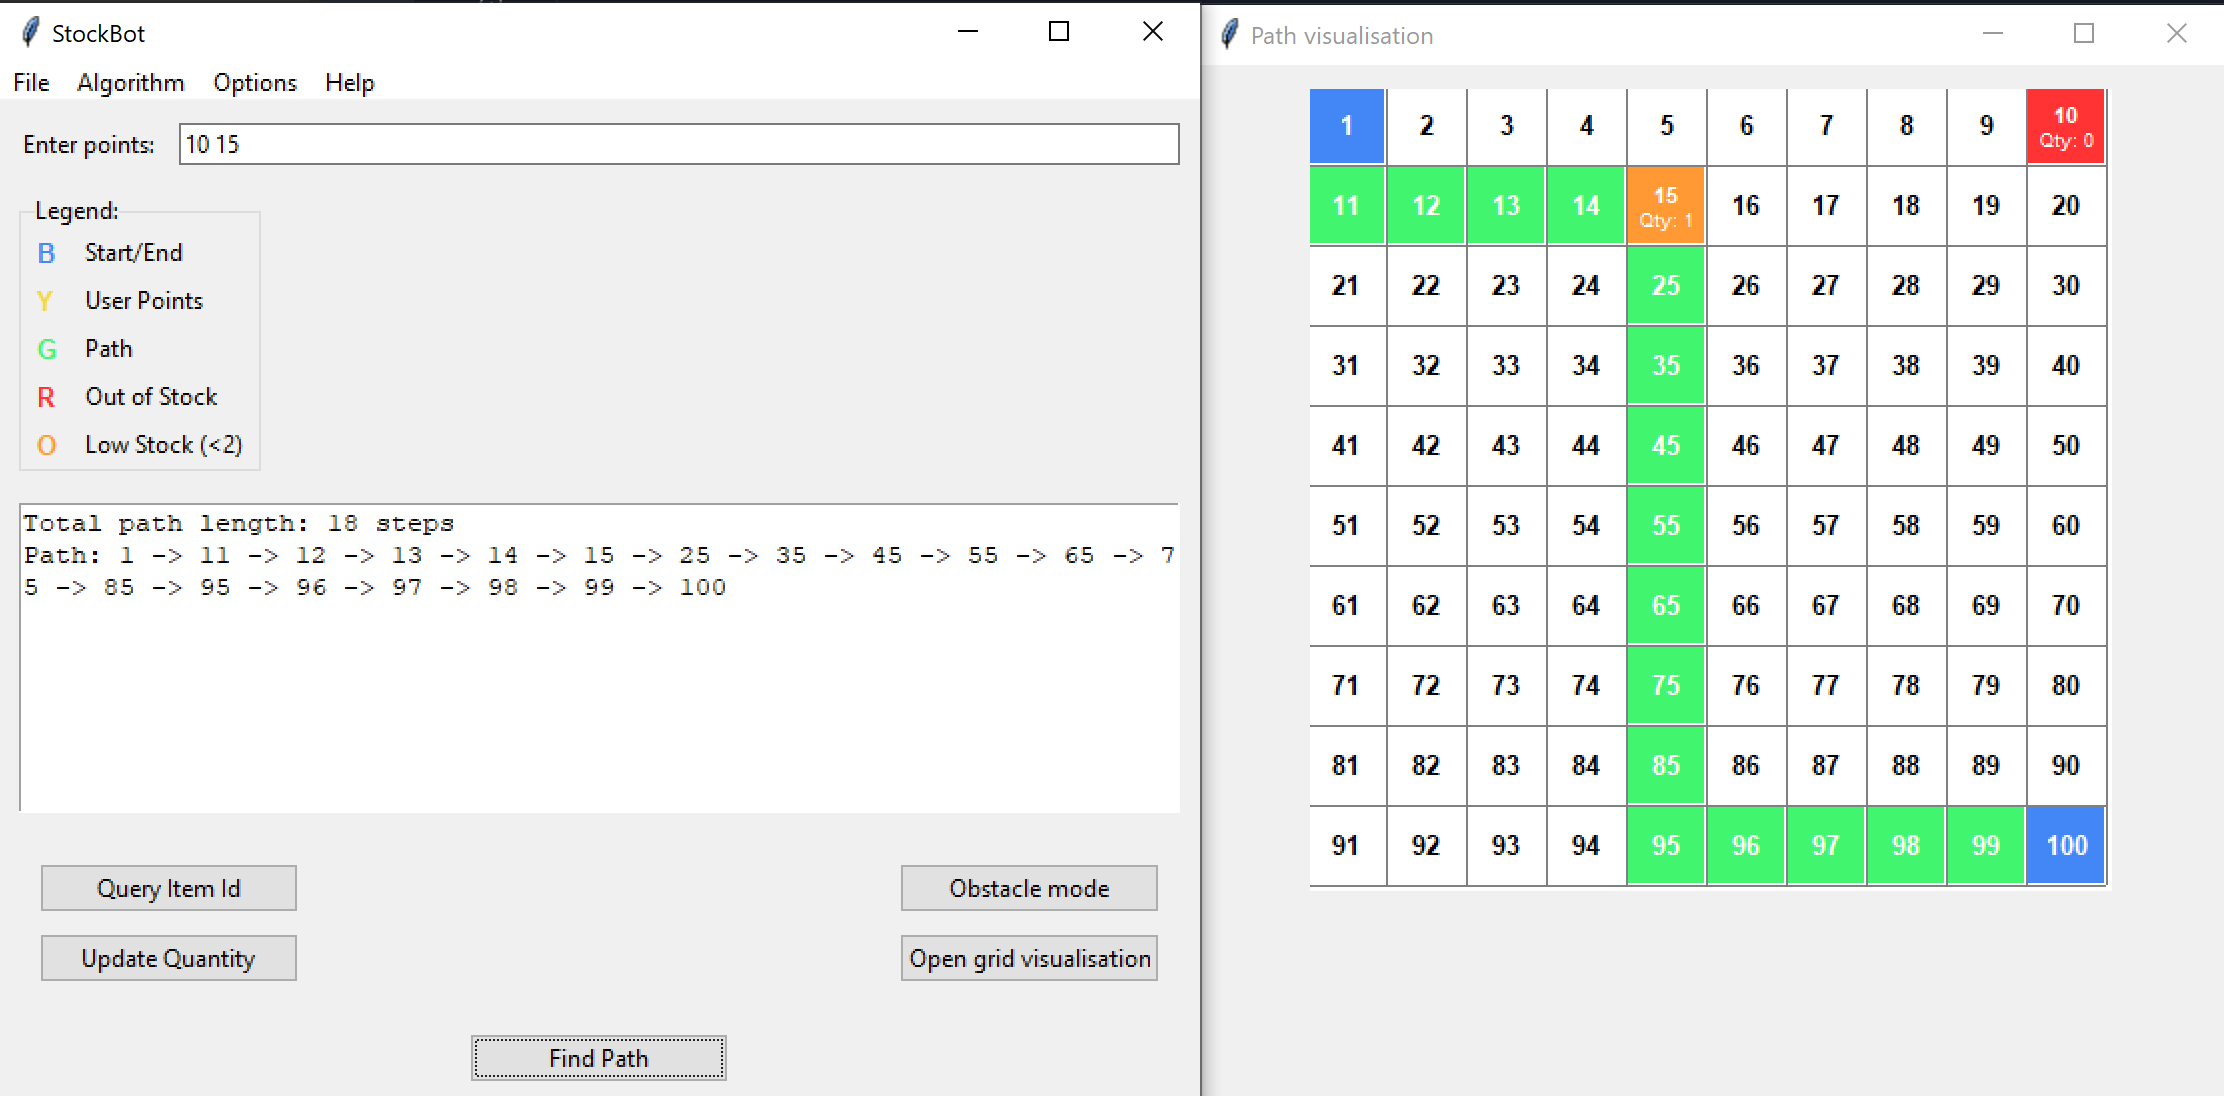 StockBot
File Algorithm Options Help
Enter points: 10 15
Legend:
B Start/End
Y User Points
G Path
R Out of Stock
O Low Stock (<2)
Total path length: 18 steps
Path: 1 -> 11 -> 12 -> 13 -> 14 -> 15 -> 25 -> 35 -> 45 -> 55 -> 65 -> 7
5 -> 85 -> 95 -> 96 -> 97 -> 98 -> 99 -> 100
Query Item Id
Obstacle mode
Update Quantity
Open grid visualisation
Find Path
Path visualisation
1 2 3 4 5 6 7 8 9 10
Qty: 0
11 12 13 14 15 16 17 18 19 20
Qty: 1
21 22 23 24 25 26 27 28 29 30
31 32 33 34 35 36 37 38 39 40
41 42 43 44 45 46 47 48 49 50
51 52 53 54 55 56 57 58 59 60
61 62 63 64 65 66 67 68 69 70
71 72 73 74 75 76 77 78 79 80
81 82 83 84 85 86 87 88 89 90
91 92 93 94 95 96 97 98 99 100